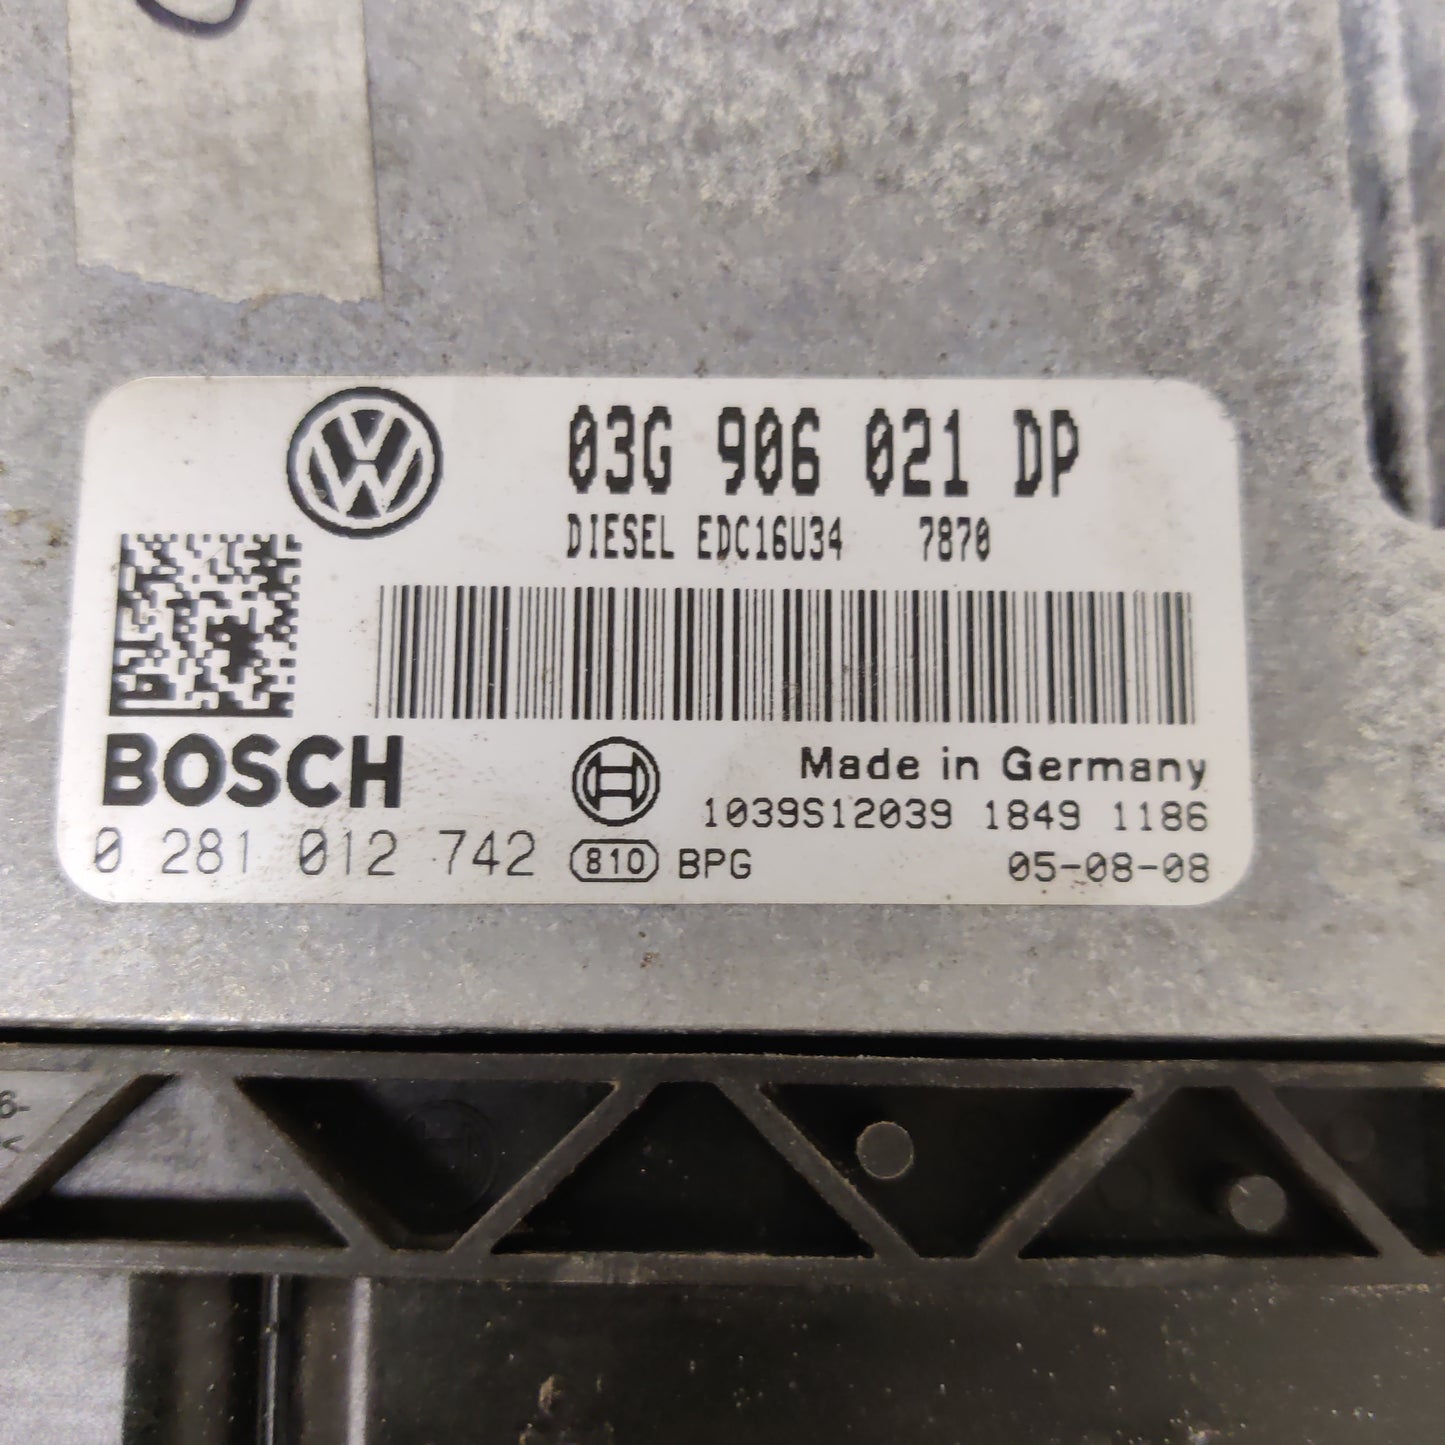 03G 906 021 DP
DIESEL EDC16U34 7870
BOSCH
Made in Germany
1039S12039 1849 1186
0 281 012 742 810 BPG 05-08-08